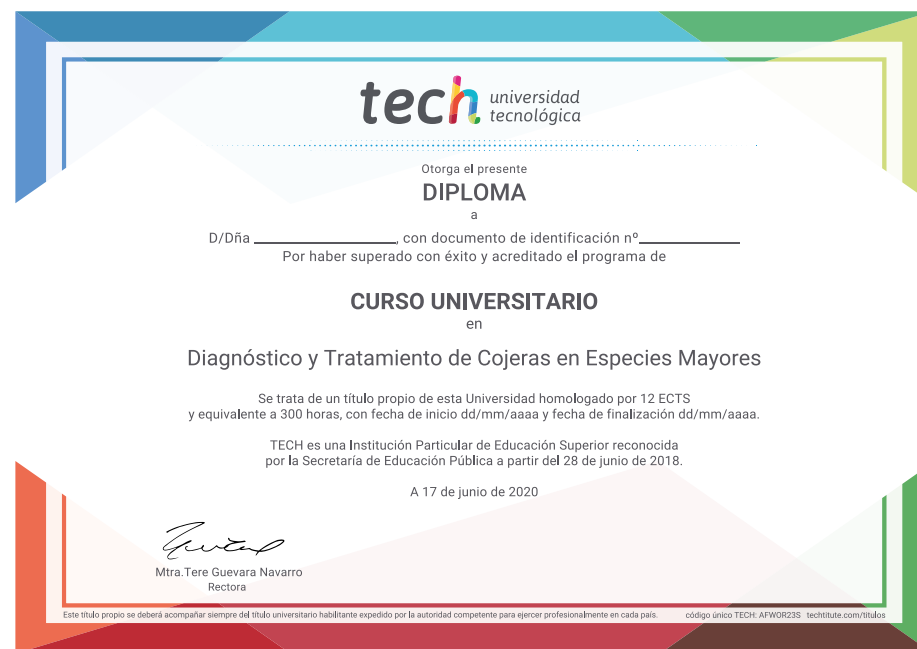 tech universidad
tecnológica
Otorga el presente
DIPLOMA
a
D/Dña ____________________, con documento de identificación nº______________
Por haber superado con éxito y acreditado el programa de
CURSO UNIVERSITARIO
en
Diagnóstico y Tratamiento de Cojeras en Especies Mayores
Se trata de un título propio de esta Universidad homologado por 12 ECTS
y equivalente a 300 horas, con fecha de inicio dd/mm/aaaa y fecha de finalización dd/mm/aaaa.
TECH es una Institución Particular de Educación Superior reconocida
por la Secretaría de Educación Pública a partir del 28 de junio de 2018.
A 17 de junio de 2020
Mtra.Tere Guevara Navarro
Rectora
Este título propio se deberá acompañar siempre del título universitario habilitante expedido por la autoridad competente para ejercer profesionalmente en cada país. código único TECH: AFWOR23S techtitute.com/titulos